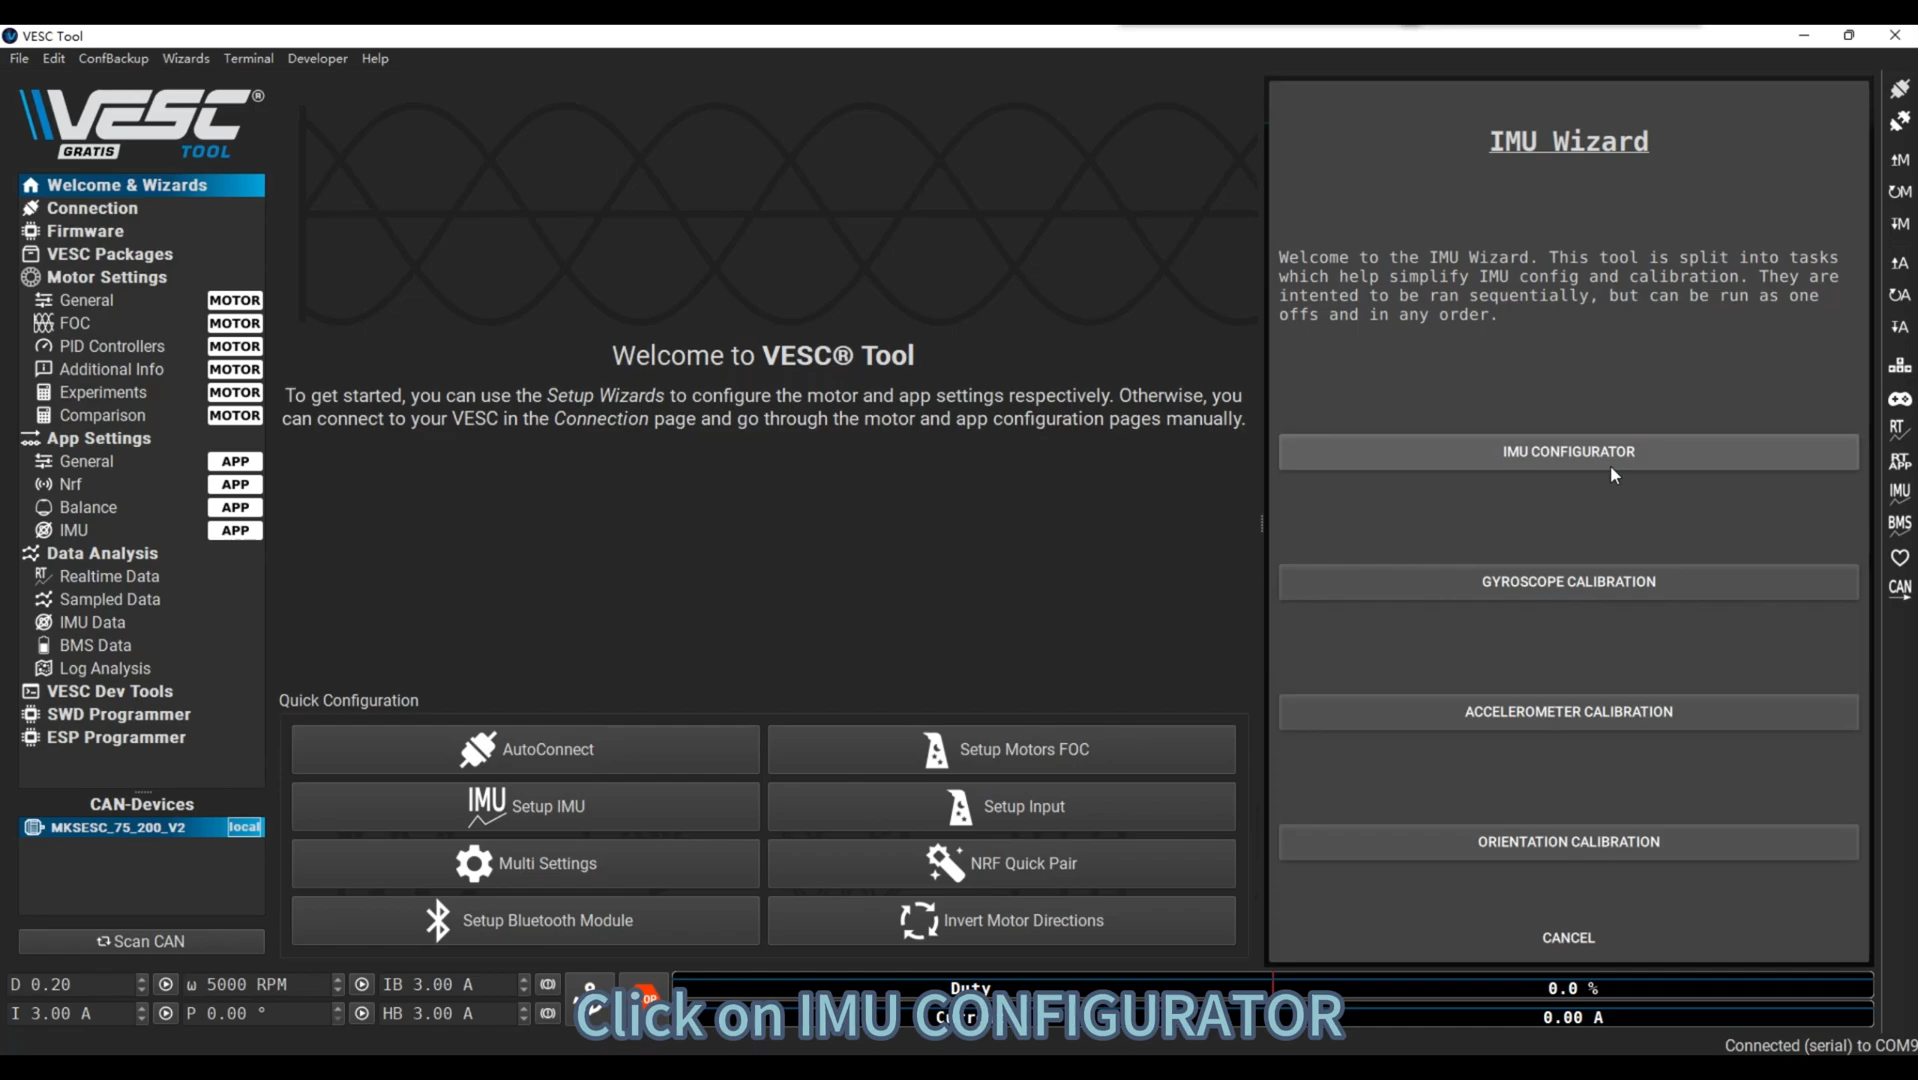 VESC Tool
File Edit ConfBackup Wizards Terminal Developer Help
VESC®
GRATIS TOOL
Welcome & Wizards
Connection
Firmware
VESC Packages
Motor Settings
General MOTOR
FOC MOTOR
PID Controllers MOTOR
Additional Info MOTOR
Experiments MOTOR
Comparison MOTOR
App Settings
General APP
Nrf APP
Balance APP
IMU APP
Data Analysis
RT Realtime Data
Sampled Data
IMU Data
BMS Data
Log Analysis
VESC Dev Tools
SWD Programmer
ESP Programmer
CAN-Devices
MKSESC_75_200_V2 local
Scan CAN
Welcome to VESC® Tool
To get started, you can use the Setup Wizards to configure the motor and app settings respectively. Otherwise, you
can connect to your VESC in the Connection page and go through the motor and app configuration pages manually.
Quick Configuration
AutoConnect
Setup Motors FOC
IMU Setup IMU
Setup Input
Multi Settings
NRF Quick Pair
Setup Bluetooth Module
Invert Motor Directions
IMU Wizard
Welcome to the IMU Wizard. This tool is split into tasks
which help simplify IMU config and calibration. They are
intented to be ran sequentially, but can be run as one
offs and in any order.
IMU CONFIGURATOR
GYROSCOPE CALIBRATION
ACCELEROMETER CALIBRATION
ORIENTATION CALIBRATION
CANCEL
M
M
M
A
A
A
RT
RT
APP
IMU
BMS
CAN
D 0.20 ω 5000 RPM IB 3.00 A
Duty 0.0 %
I 3.00 A P 0.00 ° HB 3.00 A
0.00 A
Click on IMU CONFIGURATOR
Connected (serial) to COM9